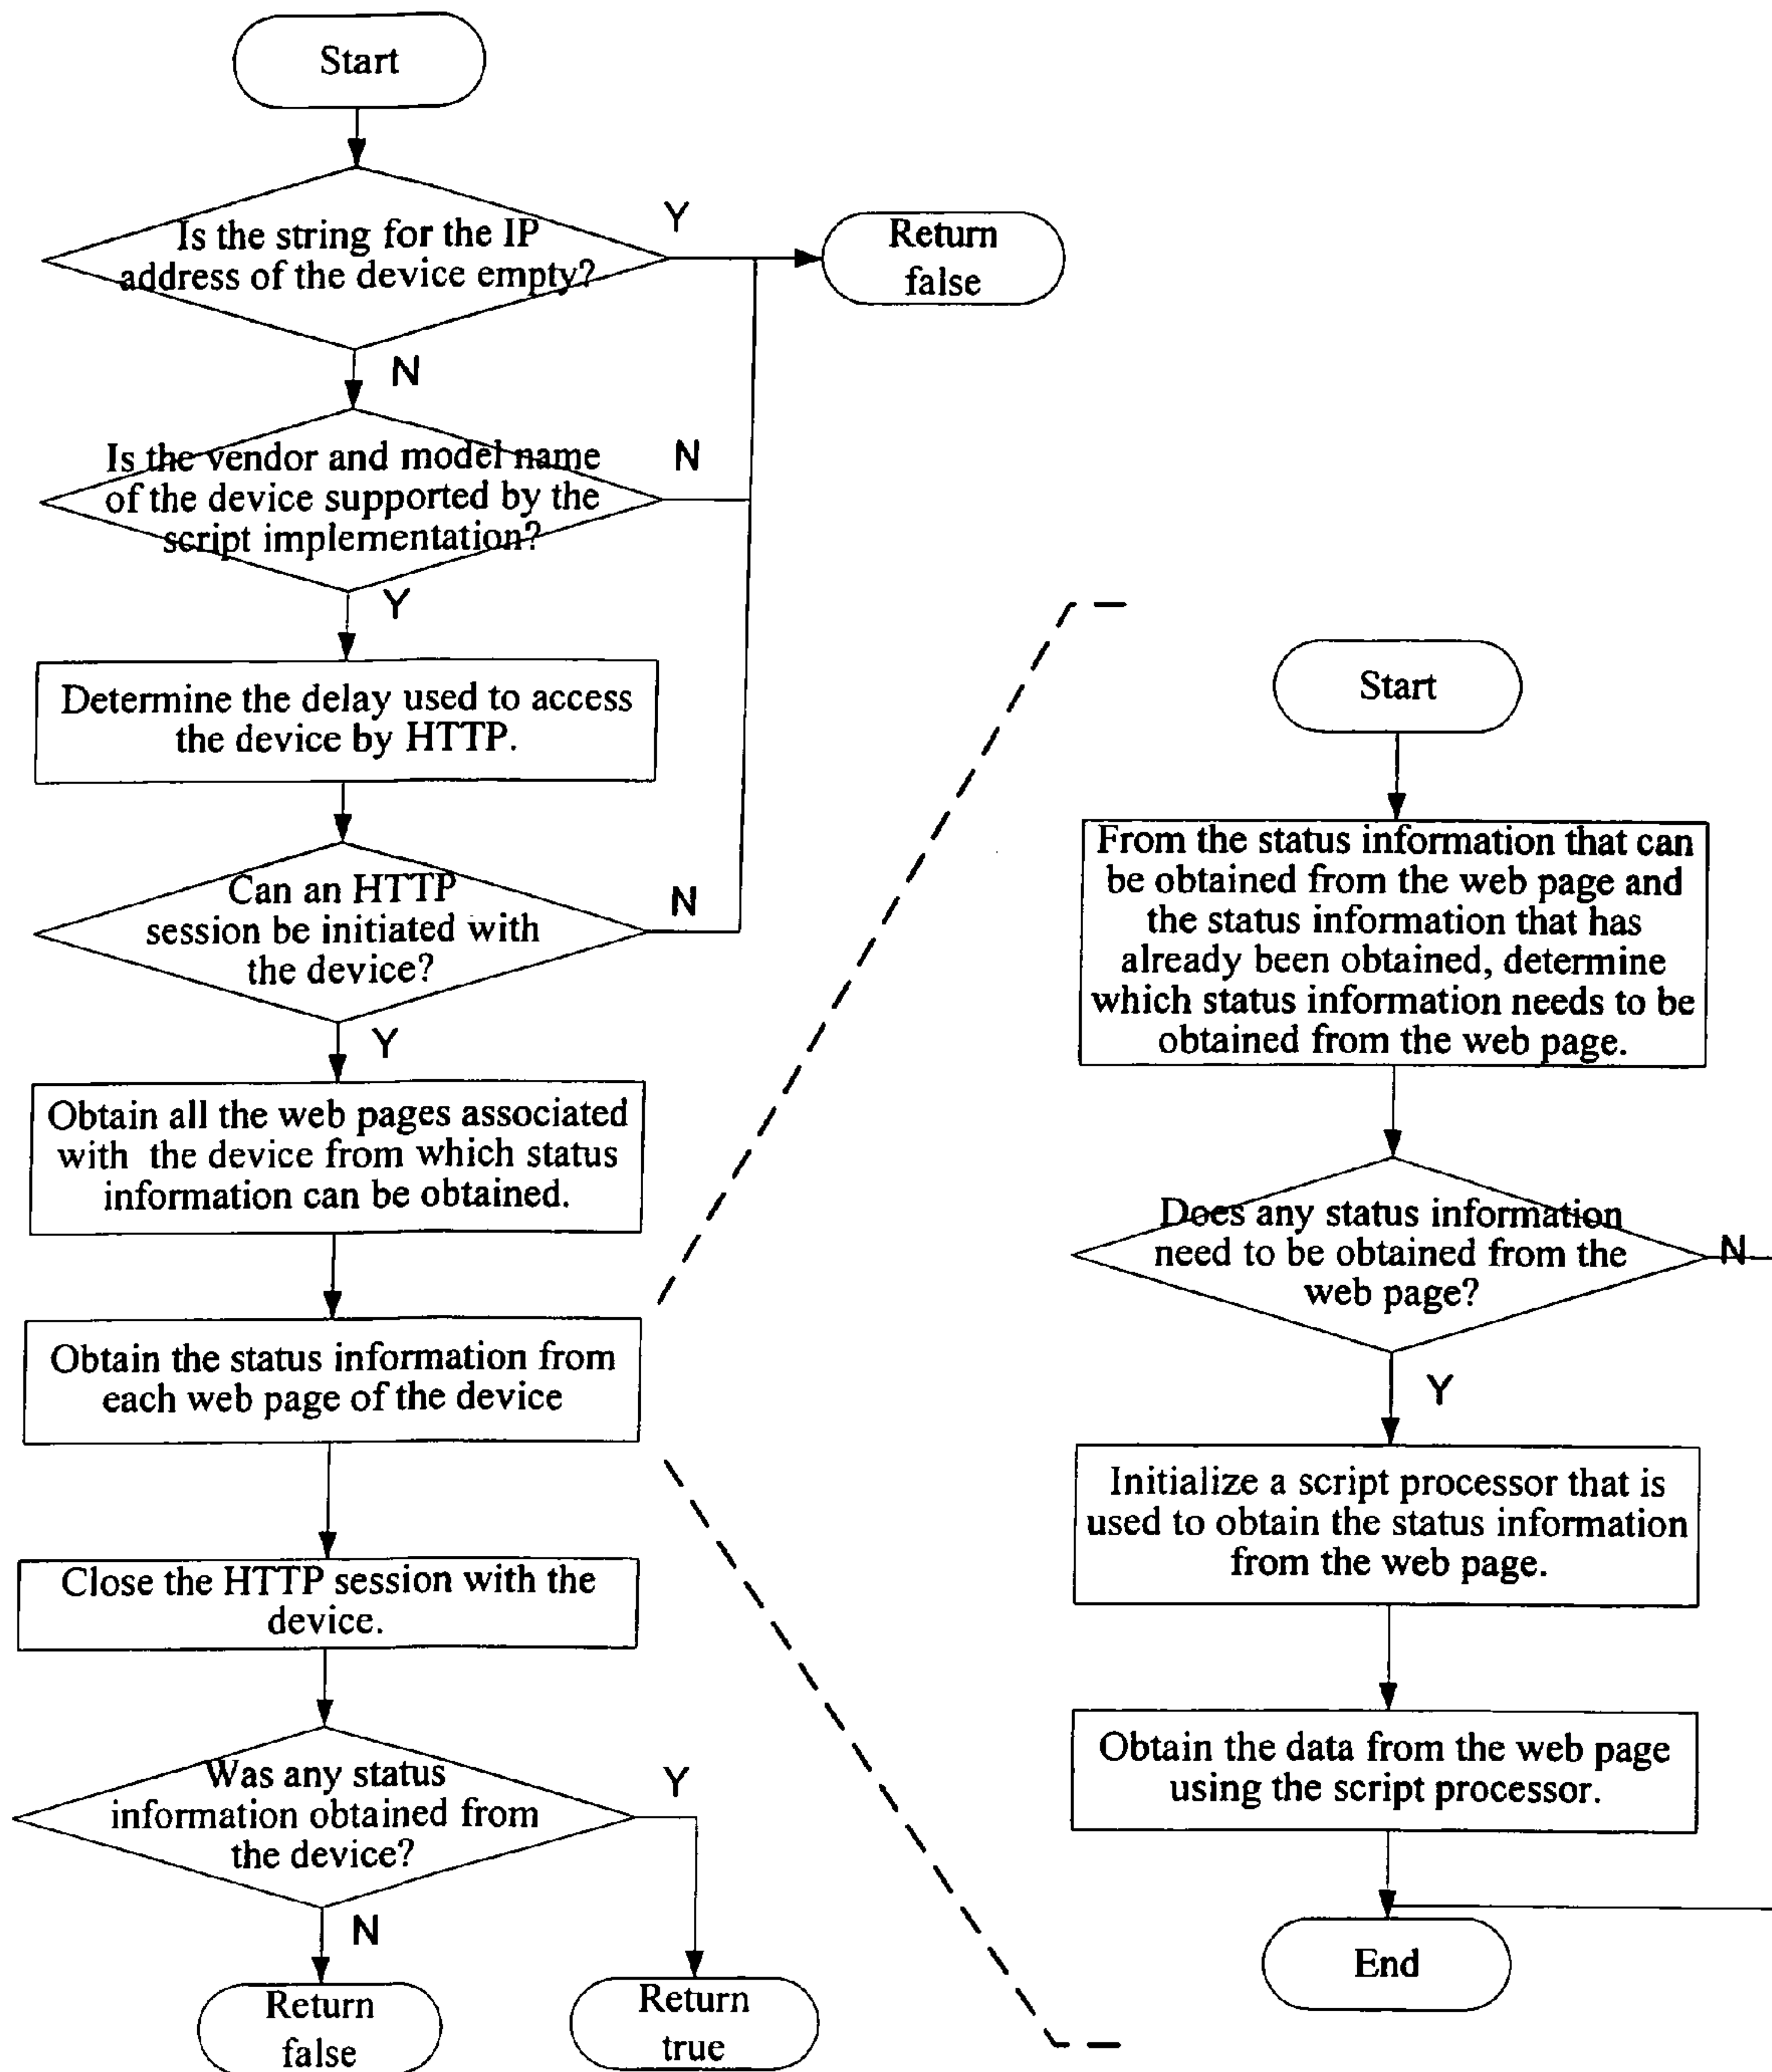 Start
Is the string for the IP
address of the device empty?
Y
Return
false
N
Is the vendor and model name
of the device supported by the
script implementation?
N
Y
Determine the delay used to access
the device by HTTP.
Can an HTTP
session be initiated with
the device?
N
Y
Obtain all the web pages associated
with the device from which status
information can be obtained.
Obtain the status information from
each web page of the device
Close the HTTP session with the
device.
Was any status
information obtained from
the device?
Y
N
Return
false
Return
true
Start
From the status information that can
be obtained from the web page and
the status information that has
already been obtained, determine
which status information needs to be
obtained from the web page.
Does any status information
need to be obtained from the
web page?
N
Y
Initialize a script processor that is
used to obtain the status information
from the web page.
Obtain the data from the web page
using the script processor.
End